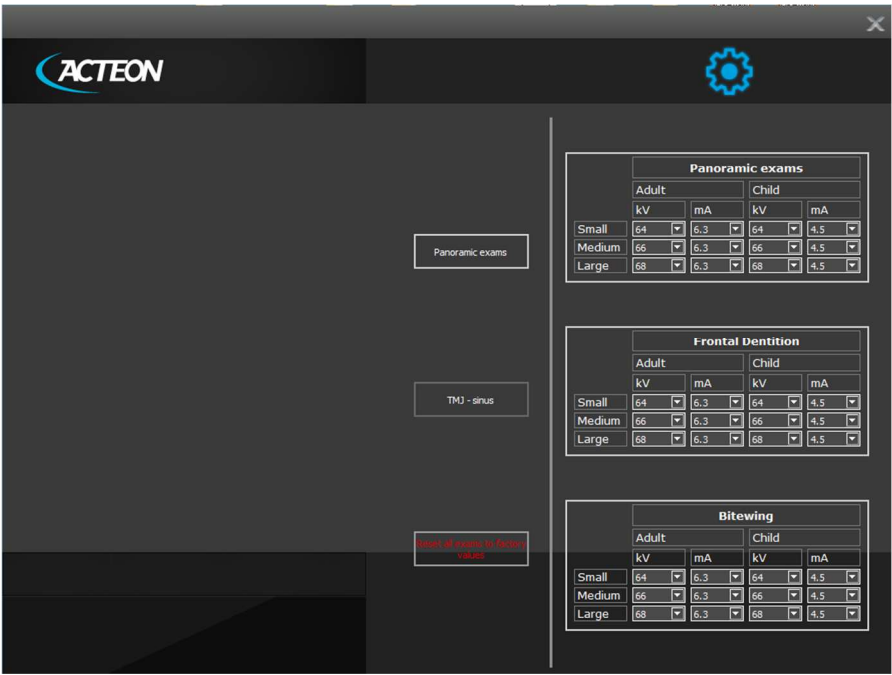 ACTEON
Panoramic exams
TMJ - sinus
Reset all exams to factory
values
Panoramic exams
Adult Child
kV mA kV mA
Small 64 6.3 64 4.5
Medium 66 6.3 66 4.5
Large 68 6.3 68 4.5
Frontal Dentition
Adult Child
kV mA kV mA
Small 64 6.3 64 4.5
Medium 66 6.3 66 4.5
Large 68 6.3 68 4.5
Bitewing
Adult Child
kV mA kV mA
Small 64 6.3 64 4.5
Medium 66 6.3 66 4.5
Large 68 6.3 68 4.5